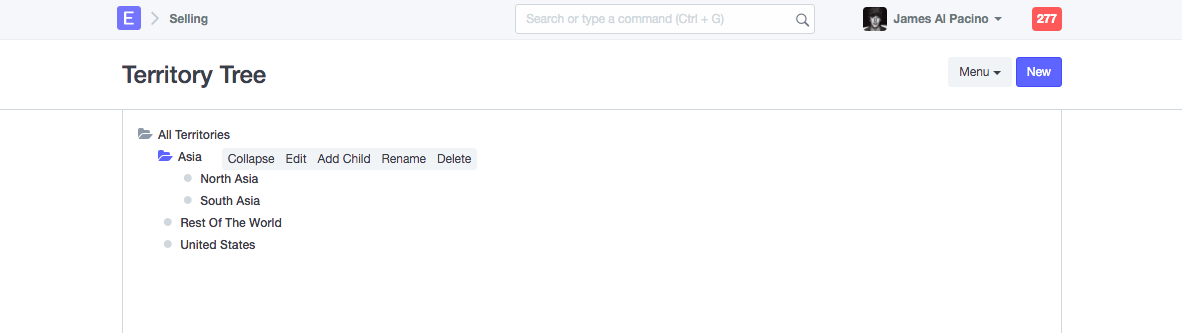 E Selling Search or type a command (Ctrl + G) James Al Pacino 277
Territory Tree Menu New
All Territories
Asia Collapse Edit Add Child Rename Delete
North Asia
South Asia
Rest Of The World
United States